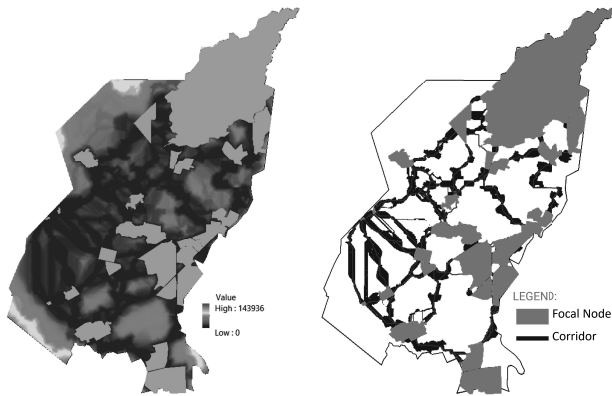 Value
High : 143936
Low : 0
LEGEND:
Focal Node
Corridor